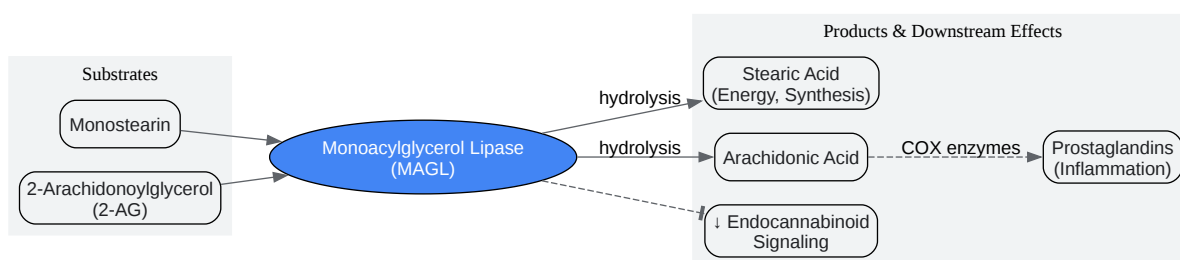 Substrates
Monostearin
2-Arachidonoylglycerol
(2-AG)
Monoacylglycerol Lipase
(MAGL)
Products & Downstream Effects
hydrolysis
Stearic Acid
(Energy, Synthesis)
hydrolysis
Arachidonic Acid
COX enzymes
Prostaglandins
(Inflammation)
↓ Endocannabinoid
Signaling